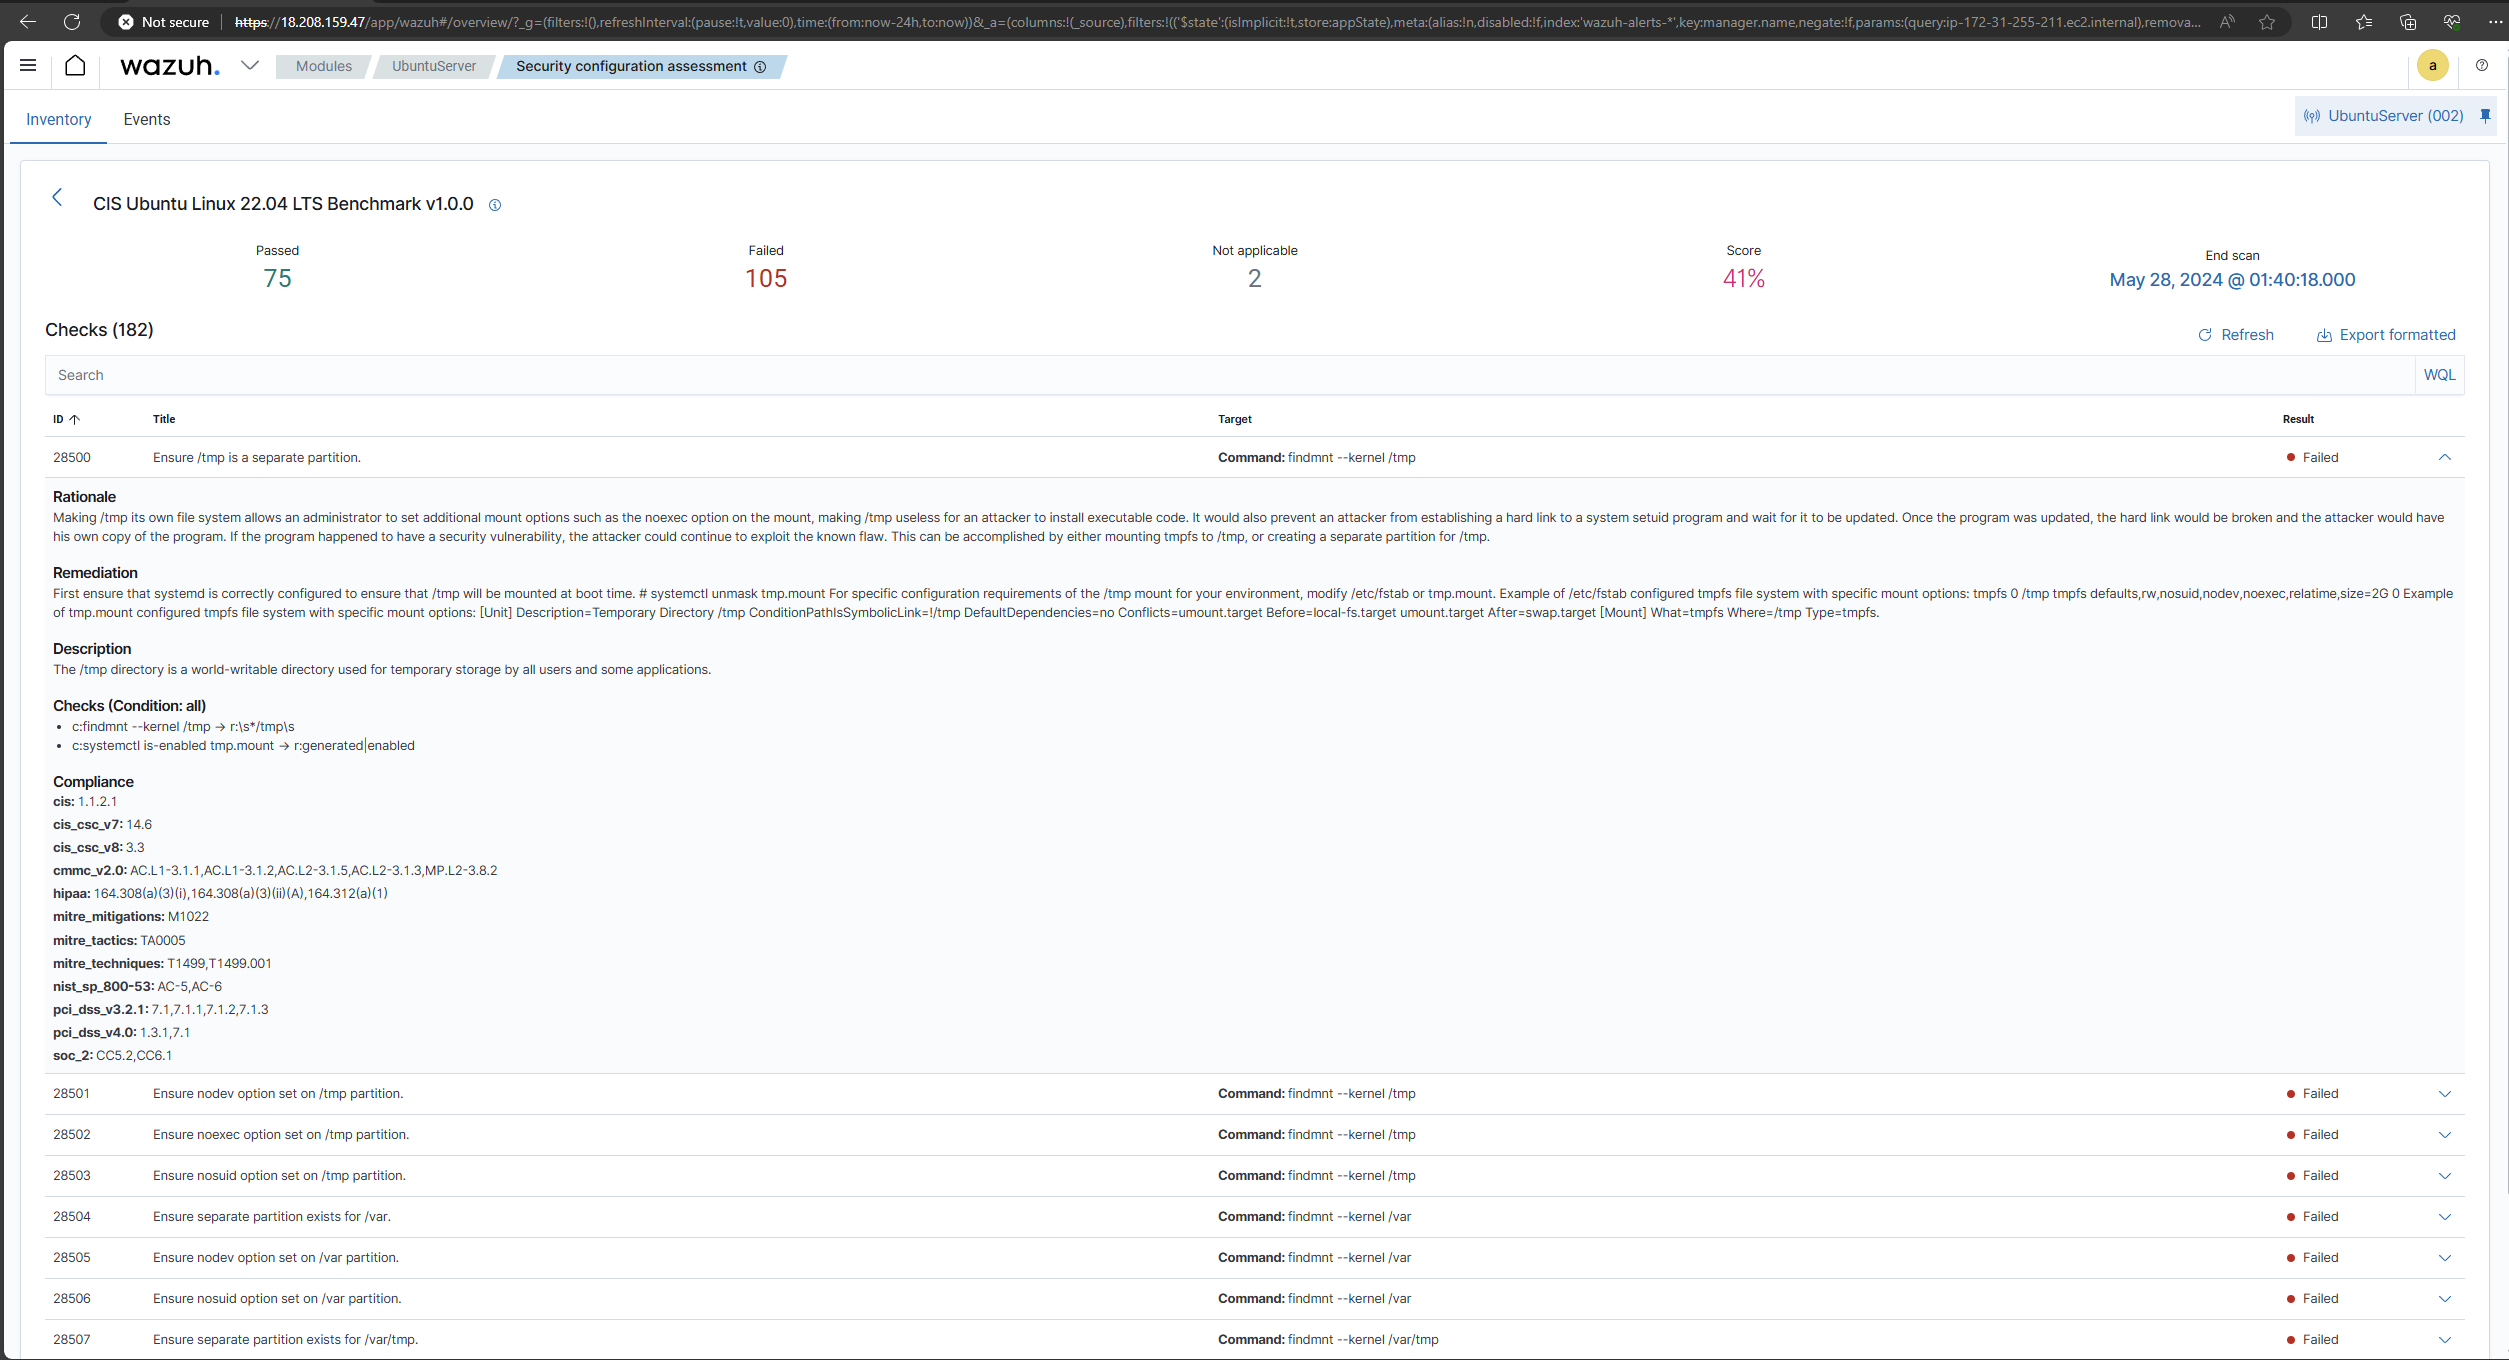 Not secure
https://18.208.159.47/app/wazuh#/overview/?_g=(filters:!(),refreshInterval:(pause:!t,value:0),time:(from:now-24h,to:now))&_a=(columns:!(_source),filters:!(('$state':(isImplicit:!t,store:appState),meta:(alias:!n,disabled:!f,index:'wazuh-alerts-*',key:manager.name,negate:!f,params:(query:ip-172-31-255-211.ec2.internal),remova...
wazuh.
Modules
UbuntuServer
Security configuration assessment
a
Inventory
Events
UbuntuServer (002)
CIS Ubuntu Linux 22.04 LTS Benchmark v1.0.0
Passed
75
Failed
105
Not applicable
2
Score
41%
End scan
May 28, 2024 @ 01:40:18.000
Checks (182)
Refresh
Export formatted
Search
WQL
ID Title Target Result
28500 Ensure /tmp is a separate partition. Command: findmnt --kernel /tmp Failed
Rationale
Making /tmp its own file system allows an administrator to set additional mount options such as the noexec option on the mount, making /tmp useless for an attacker to install executable code. It would also prevent an attacker from establishing a hard link to a system setuid program and wait for it to be updated. Once the program was updated, the hard link would be broken and the attacker would have
his own copy of the program. If the program happened to have a security vulnerability, the attacker could continue to exploit the known flaw. This can be accomplished by either mounting tmpfs to /tmp, or creating a separate partition for /tmp.
Remediation
First ensure that systemd is correctly configured to ensure that /tmp will be mounted at boot time. # systemctl unmask tmp.mount For specific configuration requirements of the /tmp mount for your environment, modify /etc/fstab or tmp.mount. Example of /etc/fstab configured tmpfs file system with specific mount options: tmpfs 0 /tmp tmpfs defaults,rw,nosuid,nodev,noexec,relatime,size=2G 0 Example
of tmp.mount configured tmpfs file system with specific mount options: [Unit] Description=Temporary Directory /tmp ConditionPathIsSymbolicLink=!/tmp DefaultDependencies=no Conflicts=umount.target Before=local-fs.target umount.target After=swap.target [Mount] What=tmpfs Where=/tmp Type=tmpfs.
Description
The /tmp directory is a world-writable directory used for temporary storage by all users and some applications.
Checks (Condition: all)
• c:findmnt --kernel /tmp → r:\s*/tmp\s
• c:systemctl is-enabled tmp.mount → r:generated|enabled
Compliance
cis: 1.1.2.1
cis_csc_v7: 14.6
cis_csc_v8: 3.3
cmmc_v2.0: AC.L1-3.1.1,AC.L1-3.1.2,AC.L2-3.1.5,AC.L2-3.1.3,MP.L2-3.8.2
hipaa: 164.308(a)(3)(i),164.308(a)(3)(ii)(A),164.312(a)(1)
mitre_mitigations: M1022
mitre_tactics: TA0005
mitre_techniques: T1499,T1499.001
nist_sp_800-53: AC-5,AC-6
pci_dss_v3.2.1: 7.1,7.1.1,7.1.2,7.1.3
pci_dss_v4.0: 1.3.1,7.1
soc_2: CC5.2,CC6.1
28501 Ensure nodev option set on /tmp partition. Command: findmnt --kernel /tmp Failed
28502 Ensure noexec option set on /tmp partition. Command: findmnt --kernel /tmp Failed
28503 Ensure nosuid option set on /tmp partition. Command: findmnt --kernel /tmp Failed
28504 Ensure separate partition exists for /var. Command: findmnt --kernel /var Failed
28505 Ensure nodev option set on /var partition. Command: findmnt --kernel /var Failed
28506 Ensure nosuid option set on /var partition. Command: findmnt --kernel /var Failed
28507 Ensure separate partition exists for /var/tmp. Command: findmnt --kernel /var/tmp Failed